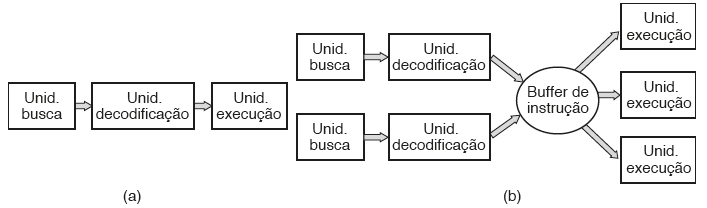 Unid.
busca
Unid.
decodificação
Unid.
execução
(a)
Unid.
busca
Unid.
decodificação
Unid.
busca
Unid.
decodificação
Buffer de
instrução
Unid.
execução
Unid.
execução
Unid.
execução
(b)